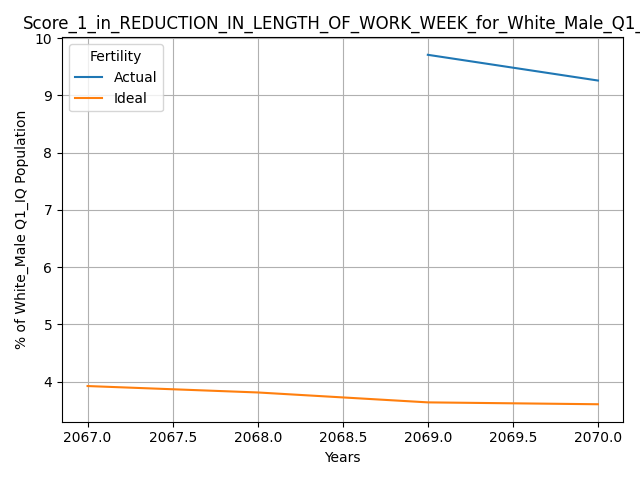 Score_1_in_REDUCTION_IN_LENGTH_OF_WORK_WEEK_for_White_Male_Q1_
Fertility
Actual
Ideal
% of White_Male Q1_IQ Population
10
9
8
7
6
5
4
2067.0 2067.5 2068.0 2068.5 2069.0 2069.5 2070.0
Years